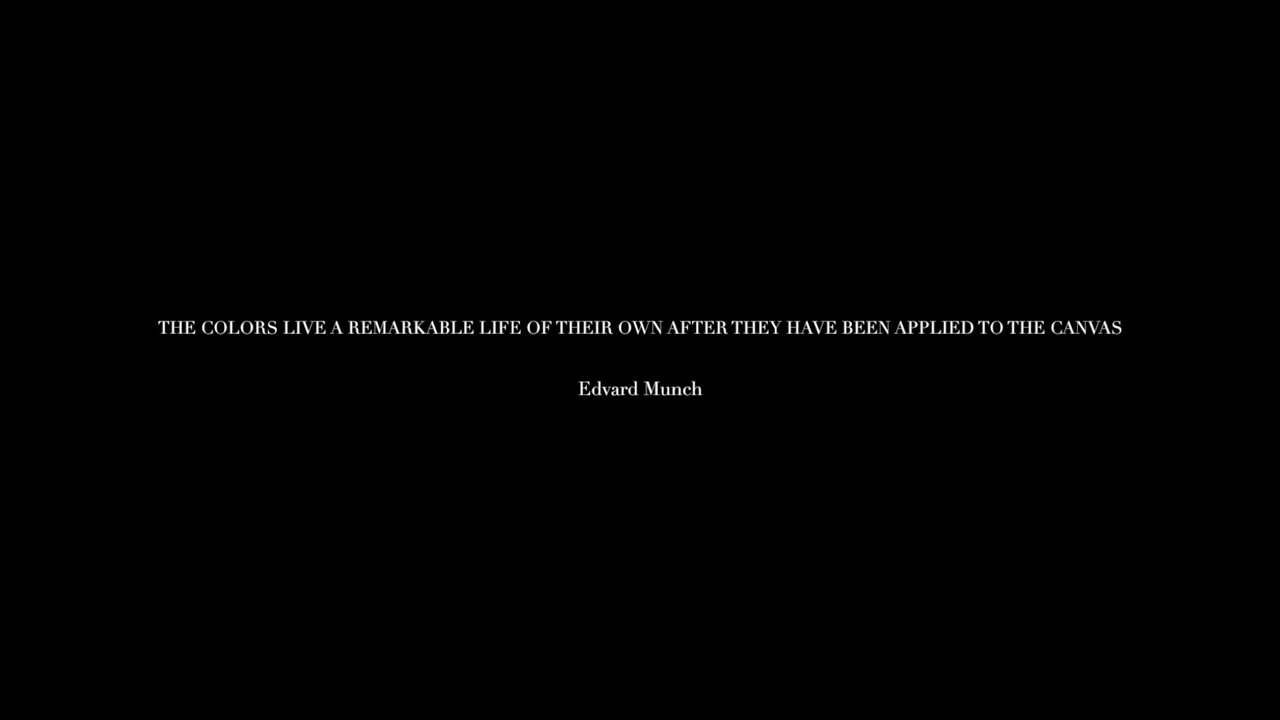 THE COLORS LIVE A REMARKABLE LIFE OF THEIR OWN AFTER THEY HAVE BEEN APPLIED TO THE CANVAS
Edvard Munch